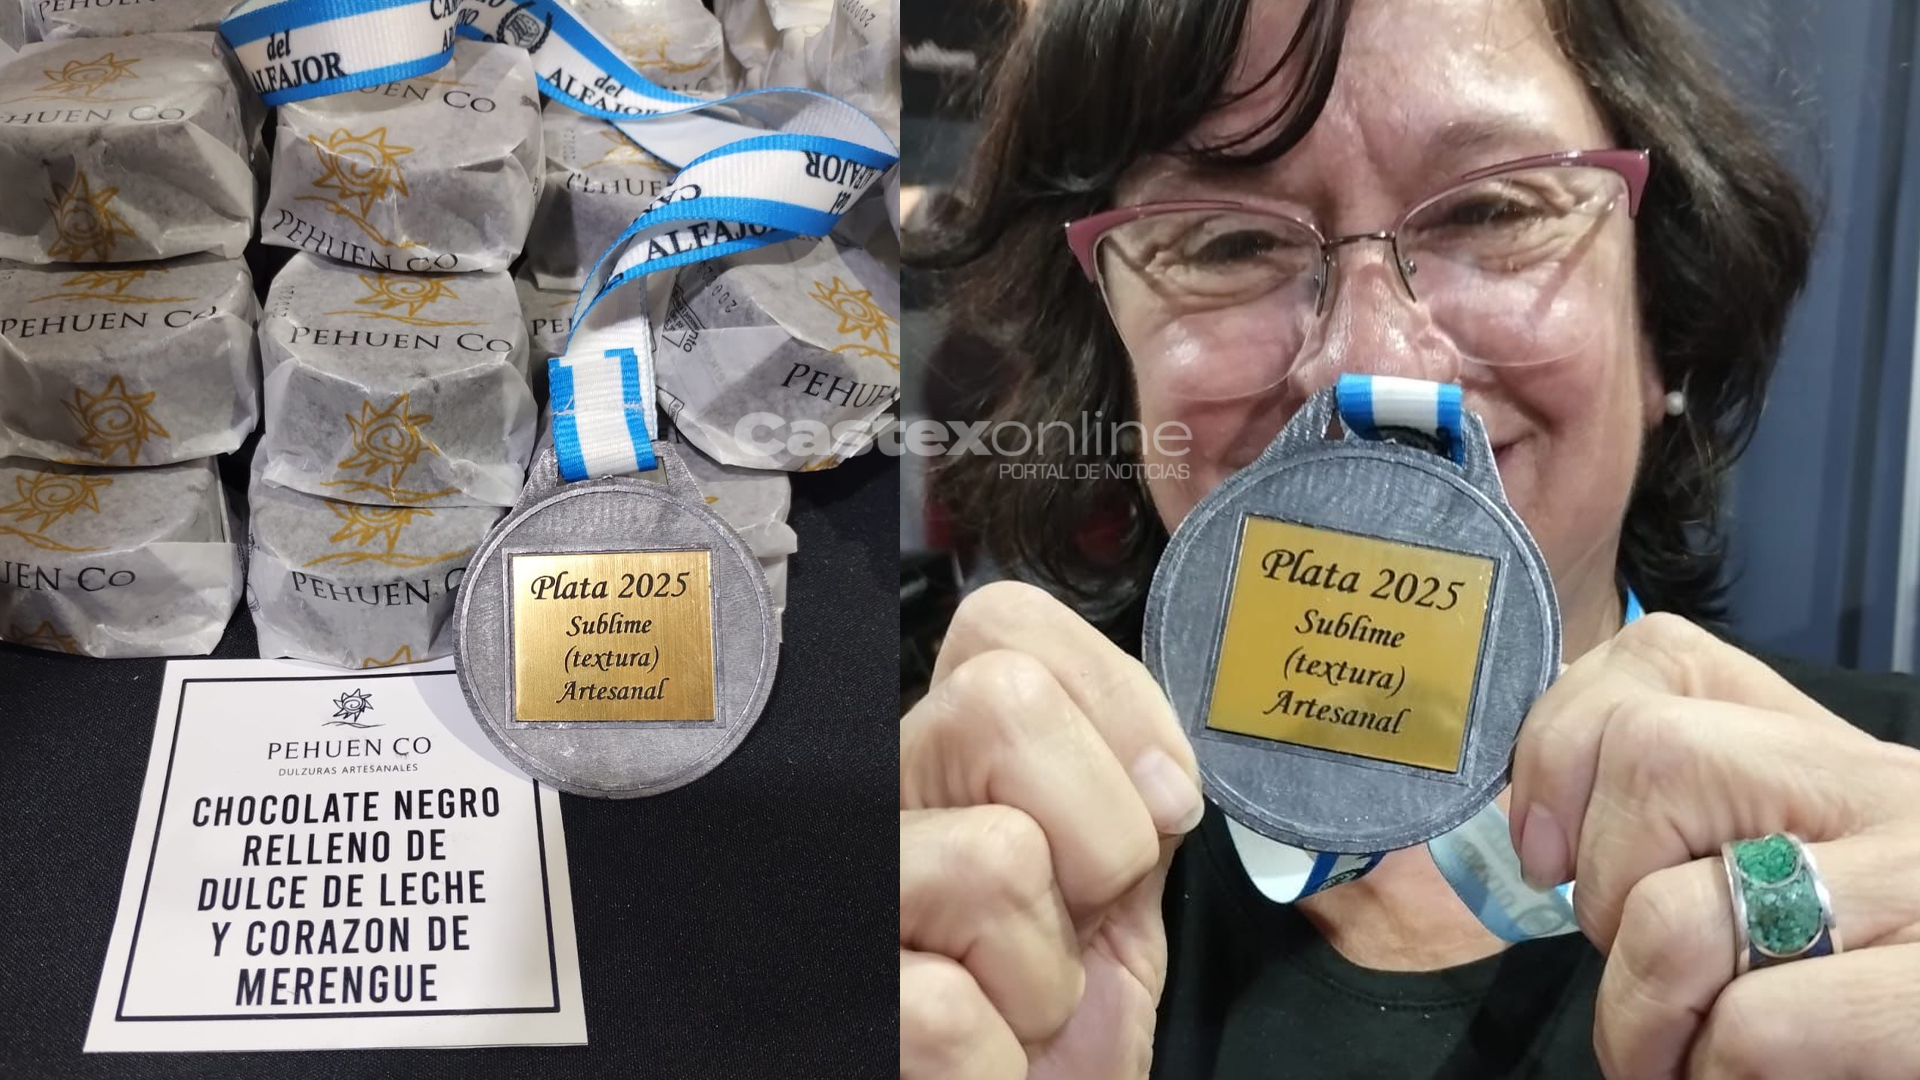 del
ALFAJOR
del
ALFAJOR
PEHUEN CO
PEHUEN CO
PEHUEN CO
PEHUEN CO
PEHUEN CO
ALFAJOR
PEHUEN CO
Plata 2025
Sublime
(textura)
Artesanal
PEHUEN CO
DULZURAS ARTESANALES
CHOCOLATE NEGRO
RELLENO DE
DULCE DE LECHE
Y CORAZON DE
MERENGUE
Castexonline
PORTAL DE NOTICIAS
Plata 2025
Sublime
(textura)
Artesanal